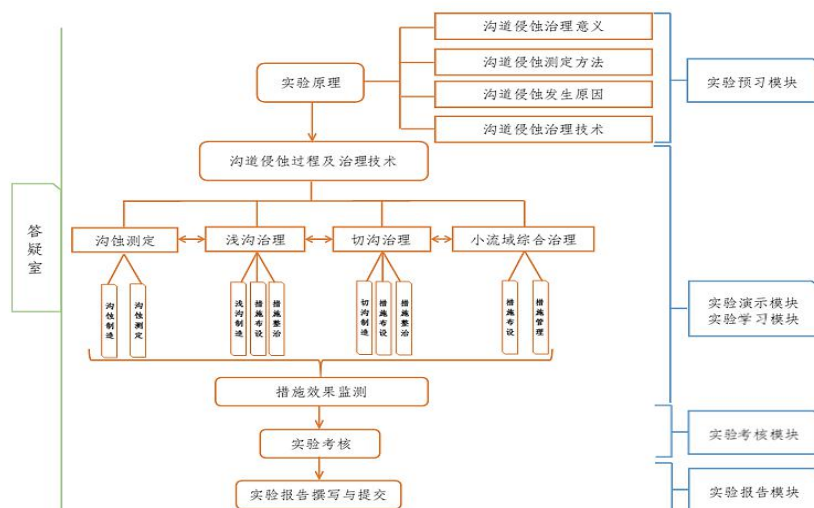 沟道侵蚀治理意义
沟道侵蚀测定方法
实验原理
实验预习模块
沟道侵蚀发生原因
沟道侵蚀治理技术
沟道侵蚀过程及治理技术
答疑室
沟蚀测定
浅沟治理
切沟治理
小流域综合治理
沟蚀制造
沟蚀测定
浅沟制造
措施布设
措施整治
切沟制造
措施布设
措施整治
措施布设
措施管理
实验演示模块
实验学习模块
措施效果监测
实验考核
实验考核模块
实验报告撰写与提交
实验报告模块